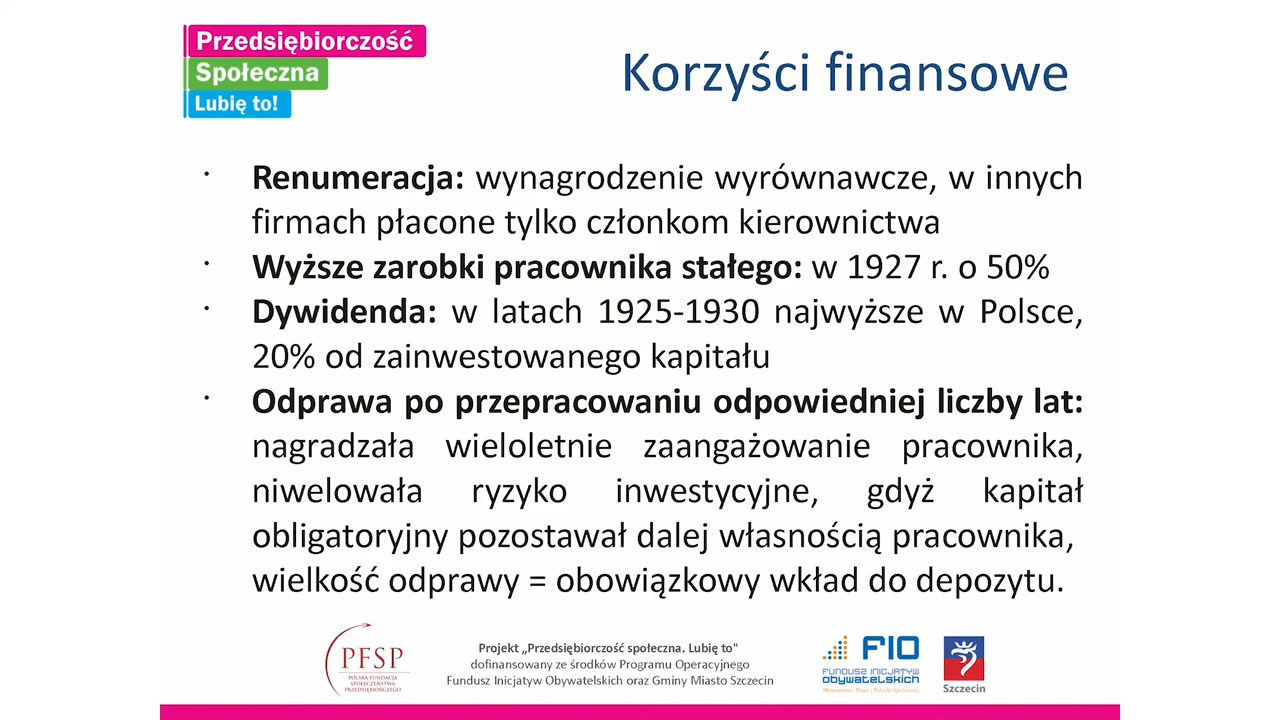 Przedsiębiorczość
Społeczna
Lubię to!
Korzyści finansowe
· Renumeracja: wynagrodzenie wyrównawcze, w innych
firmach płacone tylko członkom kierownictwa
· Wyższe zarobki pracownika stałego: w 1927 r. o 50%
· Dywidenda: w latach 1925-1930 najwyższe w Polsce,
20% od zainwestowanego kapitału
· Odprawa po przepracowaniu odpowiedniej liczby lat:
nagradzała wieloletnie zaangażowanie pracownika,
niwelowała ryzyko inwestycyjne, gdyż kapitał
obligatoryjny pozostawał dalej własnością pracownika,
wielkość odprawy = obowiązkowy wkład do depozytu.
PFSP
POLSKA FUNDACJA
SPOŁECZEŃSTWA
PRZEDSIĘBIORCZEGO
Projekt „Przedsiębiorczość społeczna. Lubię to"
dofinansowany ze środków Programu Operacyjnego
Fundusz Inicjatyw Obywatelskich oraz Gminy Miasto Szczecin
FIO
FUNDUSZ INICJATYW
OBYWATELSKICH
Ministerstwo Pracy i Polityki Społecznej
Szczecin